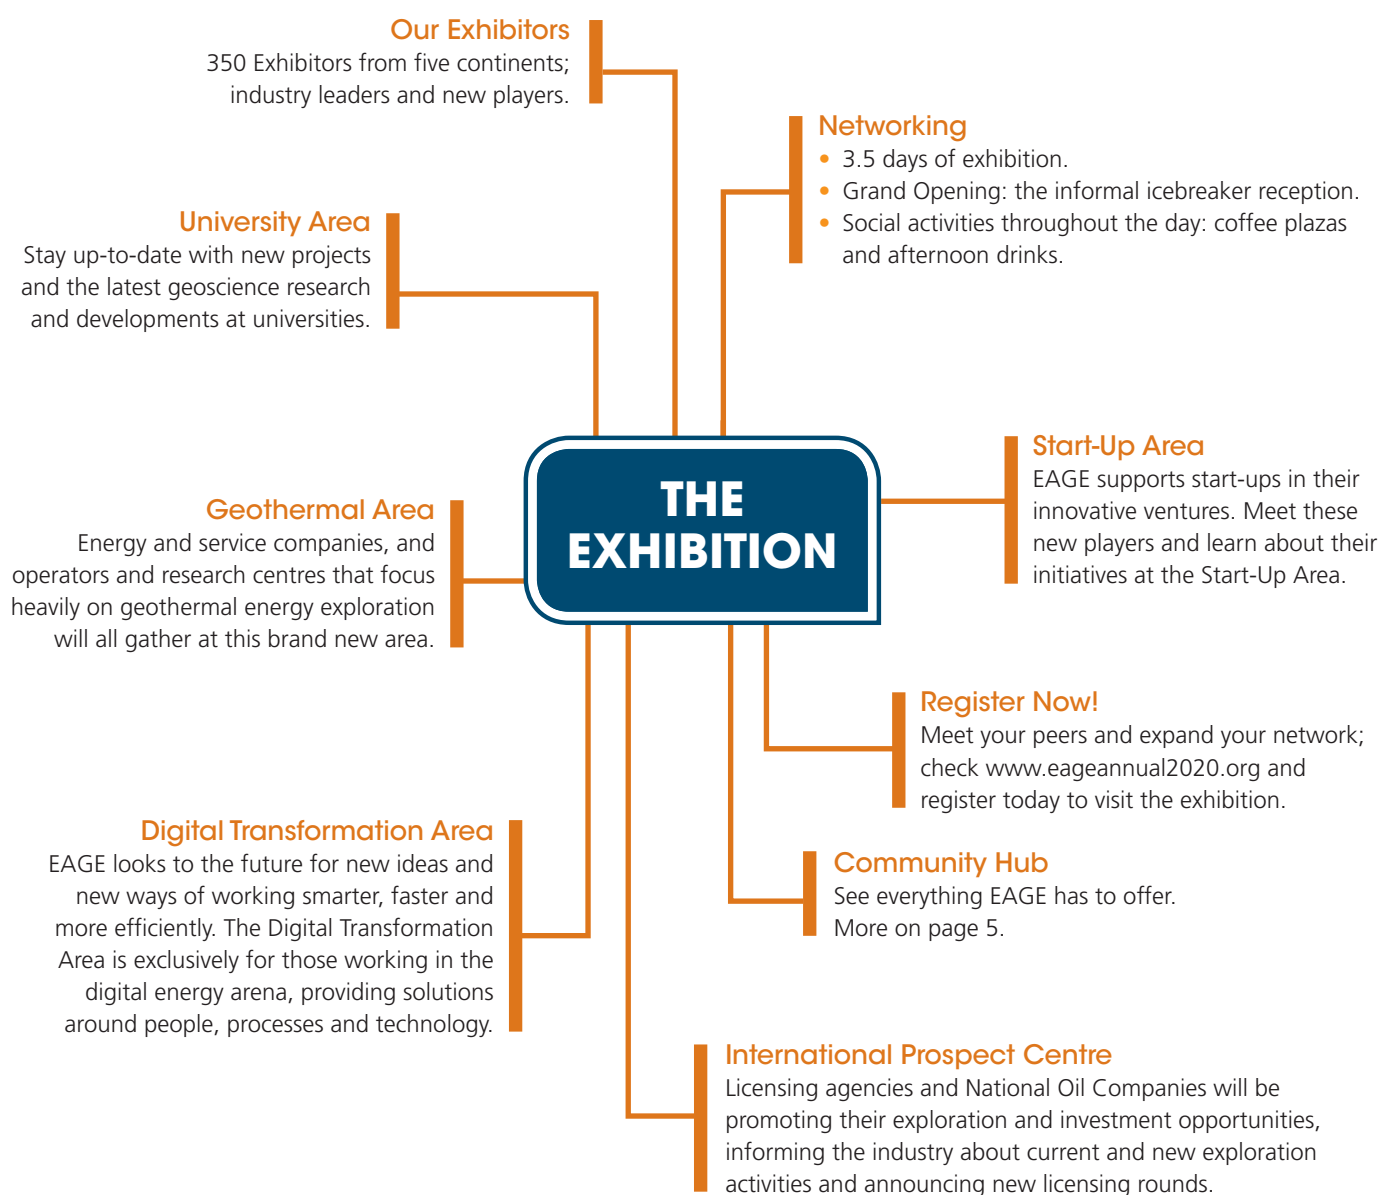 Our Exhibitors
350 Exhibitors from five continents;
industry leaders and new players.
Networking
• 3.5 days of exhibition.
• Grand Opening: the informal icebreaker reception.
• Social activities throughout the day: coffee plazas
and afternoon drinks.
University Area
Stay up-to-date with new projects
and the latest geoscience research
and developments at universities.
THE
EXHIBITION
Start-Up Area
EAGE supports start-ups in their
innovative ventures. Meet these
new players and learn about their
initiatives at the Start-Up Area.
Geothermal Area
Energy and service companies, and
operators and research centres that focus
heavily on geothermal energy exploration
will all gather at this brand new area.
Register Now!
Meet your peers and expand your network;
check www.eageannual2020.org and
register today to visit the exhibition.
Digital Transformation Area
EAGE looks to the future for new ideas and
new ways of working smarter, faster and
more efficiently. The Digital Transformation
Area is exclusively for those working in the
digital energy arena, providing solutions
around people, processes and technology.
Community Hub
See everything EAGE has to offer.
More on page 5.
International Prospect Centre
Licensing agencies and National Oil Companies will be
promoting their exploration and investment opportunities,
informing the industry about current and new exploration
activities and announcing new licensing rounds.